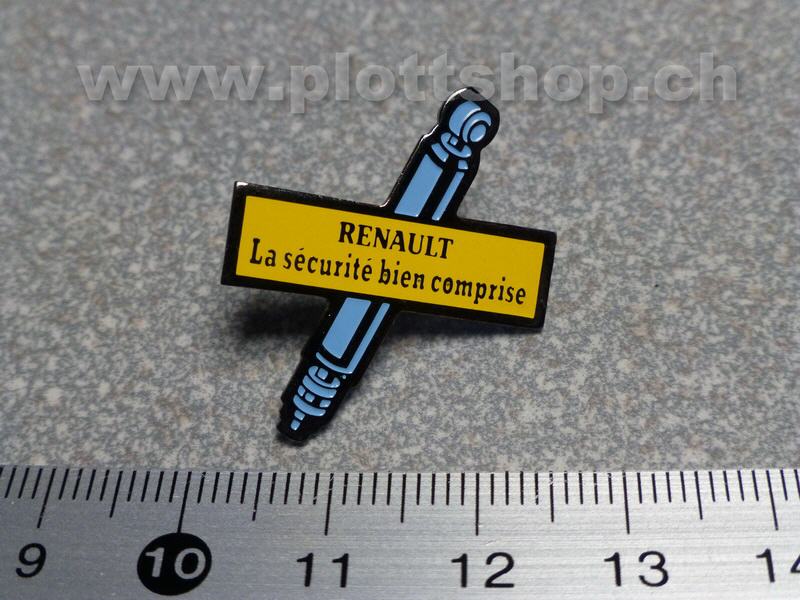 www.plottshop.ch
RENAULT
La sécurité bien comprise
9 10 11 12 13 14